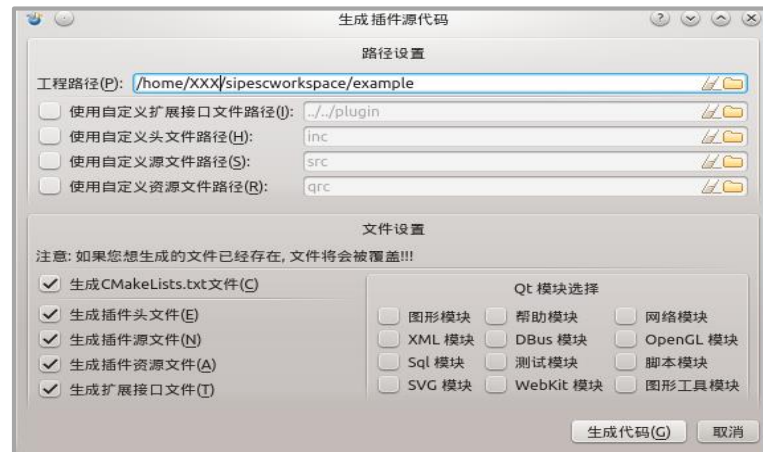 生成插件源代码
路径设置
工程路径(P): /home/XXX/sipescworkspace/example
使用自定义扩展接口文件路径(I): ../../plugin
使用自定义头文件路径(H): inc
使用自定义源文件路径(S): src
使用自定义资源文件路径(R): qrc
文件设置
注意: 如果您想生成的文件已经存在, 文件将会被覆盖!!!
生成CMakeLists.txt文件(C)
生成插件头文件(E)
生成插件源文件(N)
生成插件资源文件(A)
生成扩展接口文件(T)
Qt 模块选择
图形模块 帮助模块 网络模块
XML 模块 DBus 模块 OpenGL 模块
Sql 模块 测试模块 脚本模块
SVG 模块 WebKit 模块 图形工具模块
生成代码(G) 取消